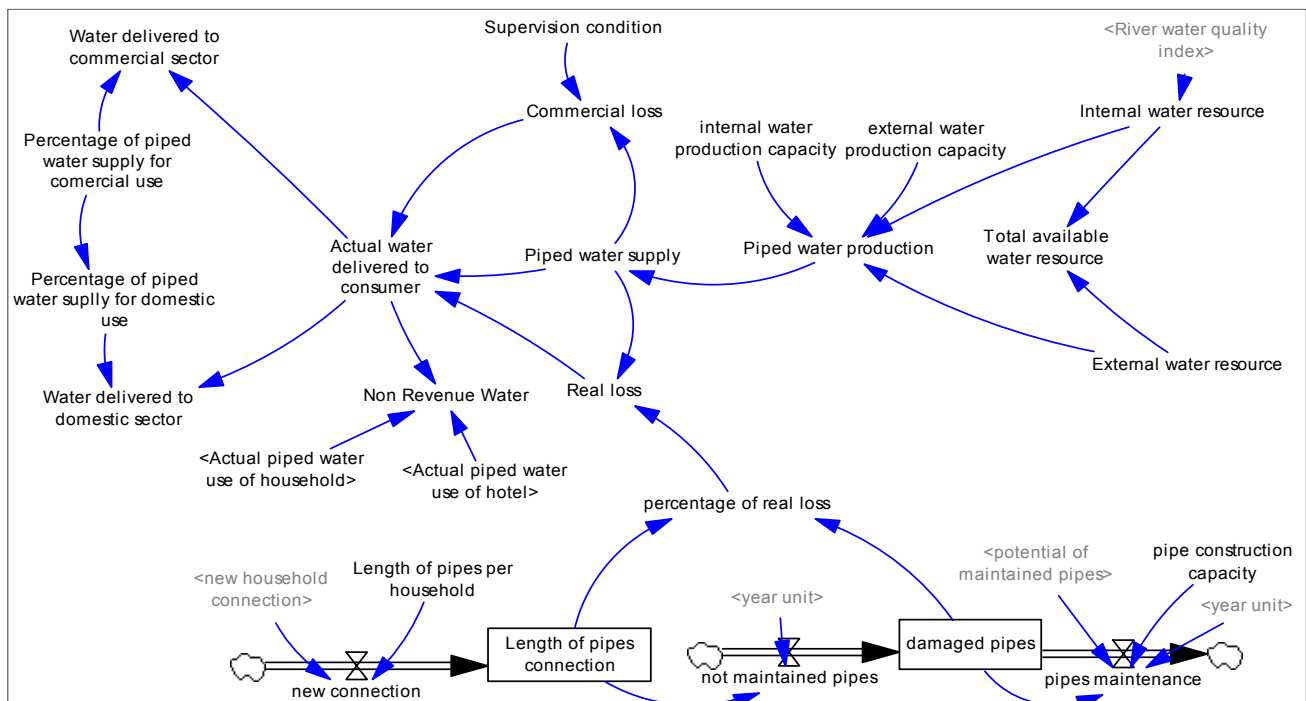 Water delivered to
commercial sector
Supervision condition
<River water quality
index>
Commercial loss
Internal water resource
Percentage of piped
water supply for
comercial use
internal water
production capacity
external water
production capacity
Actual water
delivered to
consumer
Piped water supply
Piped water production
Total available
water resource
Percentage of piped
water suplly for domestic
use
External water resource
Water delivered to
domestic sector
Non Revenue Water
Real loss
<Actual piped water
use of household>
<Actual piped water
use of hotel>
percentage of real loss
<new household
connection>
Length of pipes per
household
<year unit>
<potential of
maintained pipes>
pipe construction
capacity
<year unit>
Length of pipes
connection
damaged pipes
new connection
not maintained pipes
pipes maintenance